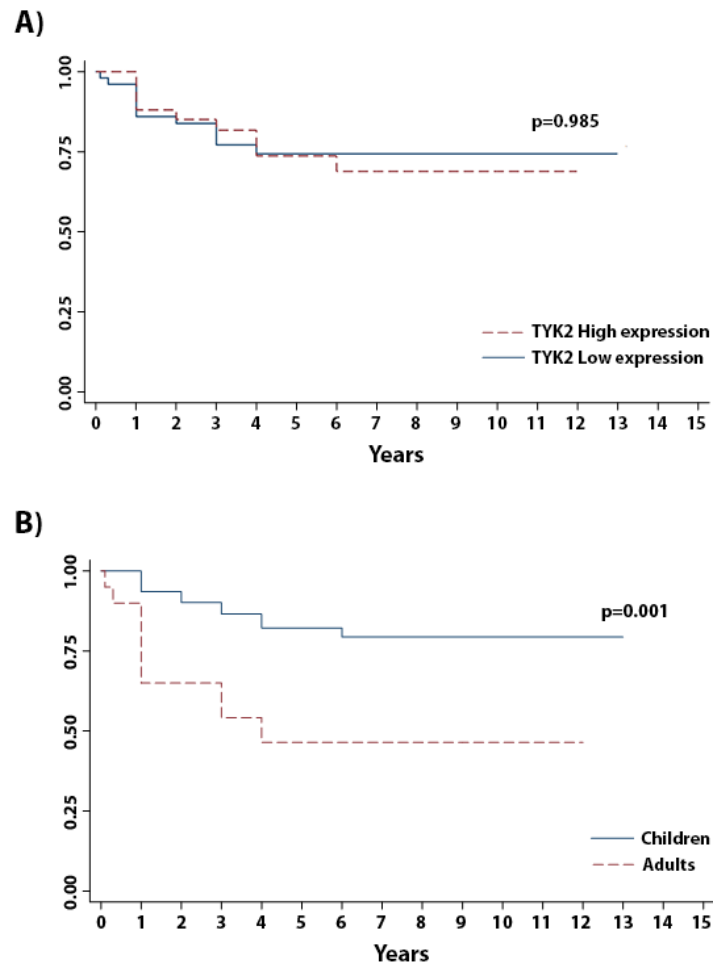 A)
1.00
0.75
0.50
0.25
0.00
p=0.985
TYK2 High expression
TYK2 Low expression
0 1 2 3 4 5 6 7 8 9 10 11 12 13 14 15
Years
B)
1.00
0.75
0.50
0.25
0.00
p=0.001
Children
Adults
0 1 2 3 4 5 6 7 8 9 10 11 12 13 14 15
Years